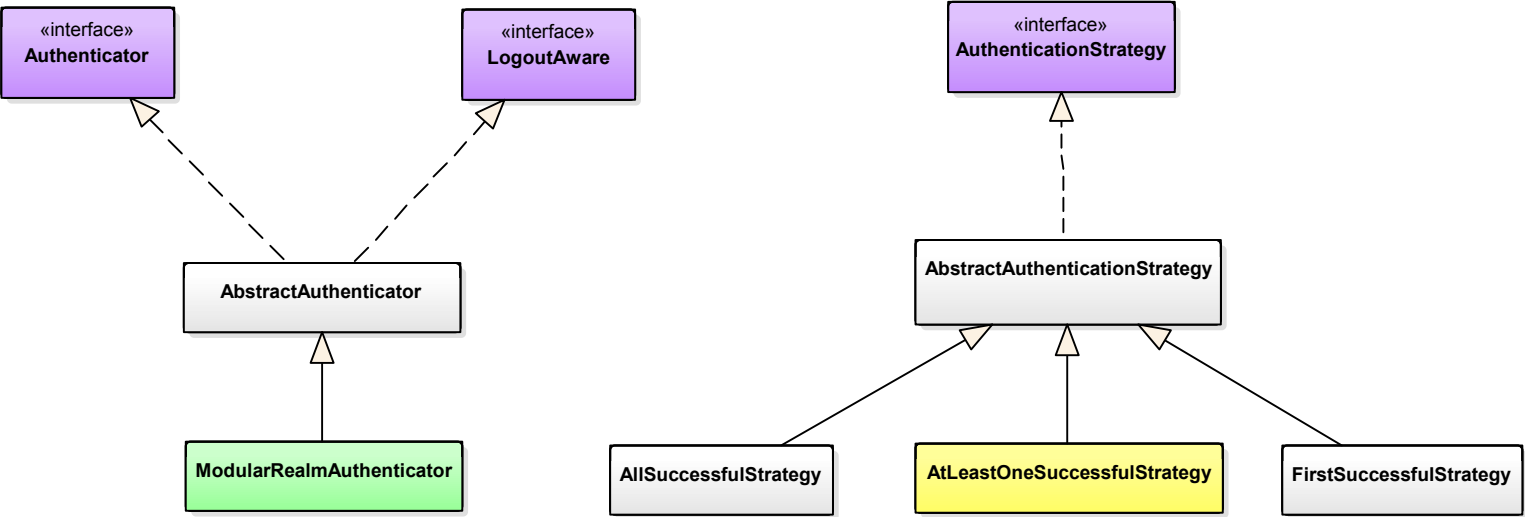 «interface»
Authenticator
«interface»
LogoutAware
«interface»
AuthenticationStrategy
AbstractAuthenticator
AbstractAuthenticationStrategy
ModularRealmAuthenticator
AllSuccessfulStrategy
AtLeastOneSuccessfulStrategy
FirstSuccessfulStrategy